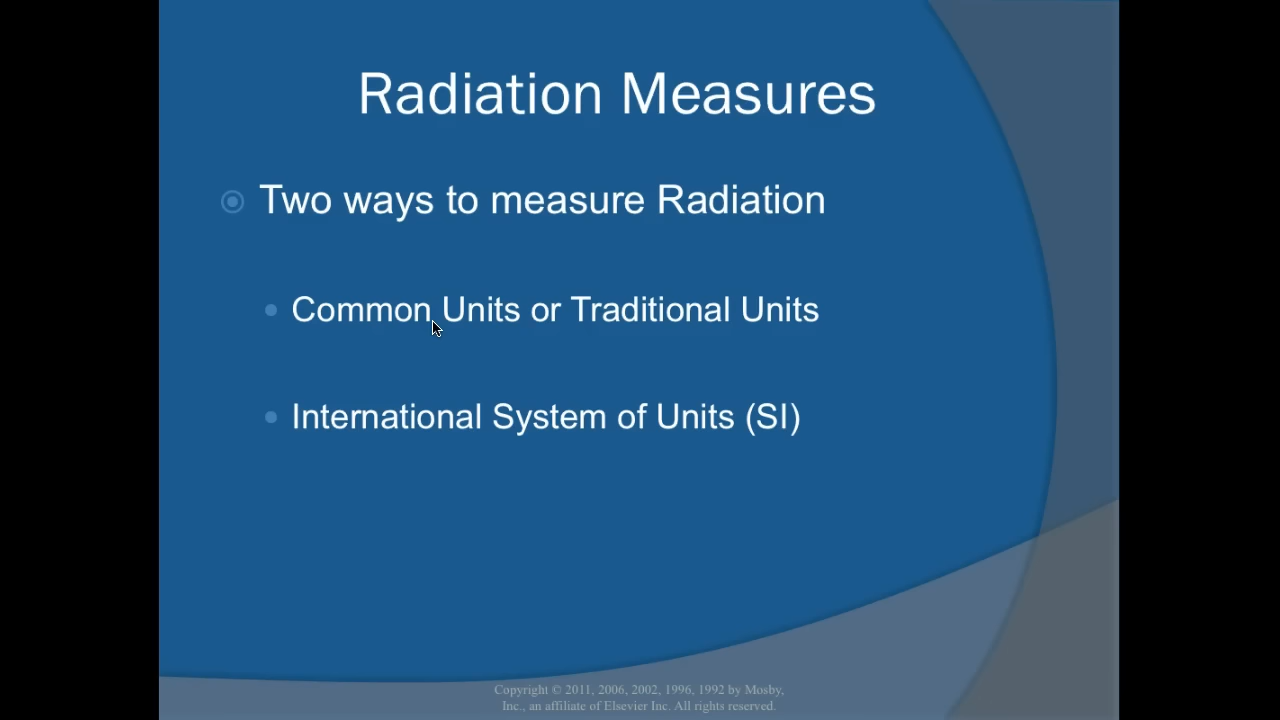 Radiation Measures
Two ways to measure Radiation
Common Units or Traditional Units
International System of Units (SI)
Copyright © 2011, 2006, 2002, 1996, 1992 by Mosby,
Inc., an affiliate of Elsevier Inc. All rights reserved.